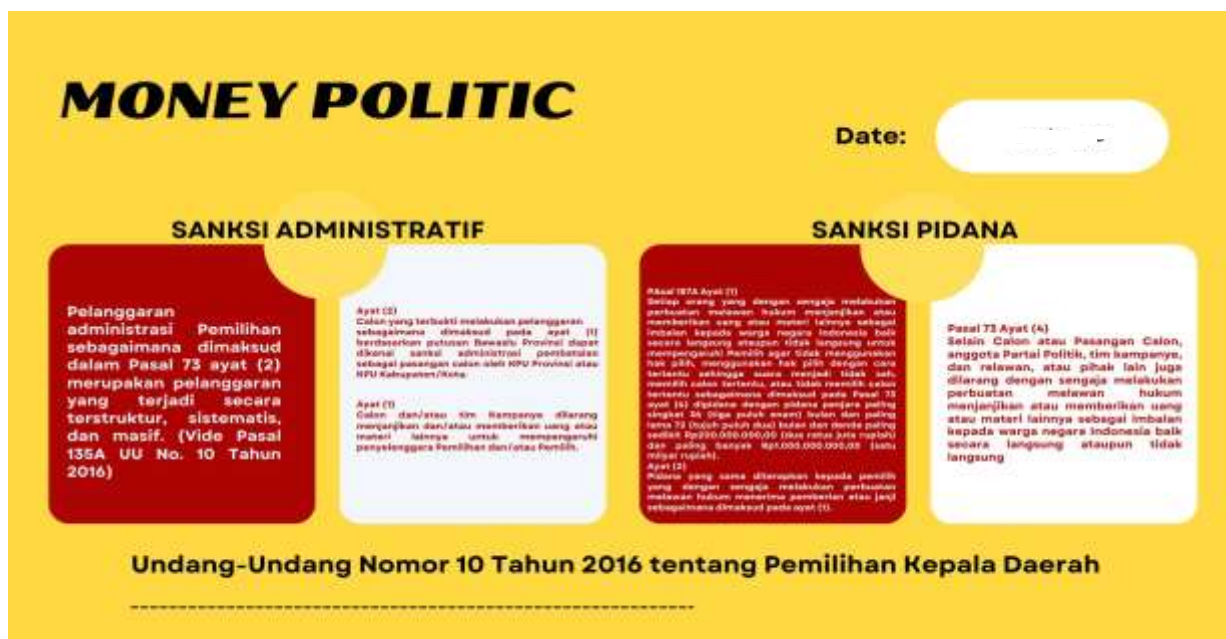 MONEY POLITIC
Date:
SANKSI ADMINISTRATIF
Pelanggaran
administrasi Pemilihan
sebagaimana dimaksud
dalam Pasal 73 ayat (2)
merupakan pelanggaran
yang terjadi secara
terstruktur, sistematis,
dan masif. (Vide Pasal
135A UU No. 10 Tahun
2016)
Ayat (2)
Calon yang terbukti melakukan pelanggaran
sebagaimana dimaksud pada ayat (1)
berdasarkan putusan Bawaslu Provinsi dapat
dikenai sanksi administrasi pembatalan
sebagai pasangan calon oleh KPU Provinsi atau
KPU Kabupaten/Kota.
Ayat (1)
Calon dan/atau tim Kampanye dilarang
menjanjikan dan/atau memberikan uang atau
materi lainnya untuk mempengaruhi
penyelenggara Pemilihan dan/atau Pemilih.
SANKSI PIDANA
PAsal 187A Ayat (1)
Setiap orang yang dengan sengaja melakukan
perbuatan melawan hukum menjanjikan atau
memberikan uang atau materi lainnya sebagai
imbalan kepada warga negara Indonesia baik
secara langsung ataupun tidak langsung untuk
mempengaruhi Pemilih agar tidak menggunakan
hak pilih, menggunakan hak pilih dengan cara
tertentu sehingga suara menjadi tidak sah,
memilih calon tertentu, atau tidak memilih calon
tertentu sebagaimana dimaksud pada Pasal 73
ayat (4) dipidana dengan pidana penjara paling
singkat 36 (tiga puluh enam) bulan dan paling
lama 72 (tujuh puluh dua) bulan dan denda paling
sedikit Rp200.000.000,00 (dua ratus juta rupiah)
dan paling banyak Rp1.000.000.000,00 (satu
milyar rupiah).
Ayat (2)
Pidana yang sama diterapkan kepada pemilih
yang dengan sengaja melakukan perbuatan
melawan hukum menerima pemberian atau janji
sebagaimana dimaksud pada ayat (1).
Pasal 73 Ayat (4)
Selain Calon atau Pasangan Calon,
anggota Partai Politik, tim kampanye,
dan relawan, atau pihak lain juga
dilarang dengan sengaja melakukan
perbuatan melawan hukum
menjanjikan atau memberikan uang
atau materi lainnya sebagai imbalan
kepada warga negara Indonesia baik
secara langsung ataupun tidak
langsung
Undang-Undang Nomor 10 Tahun 2016 tentang Pemilihan Kepala Daerah